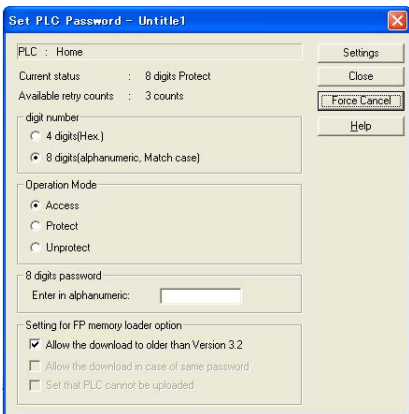 Set PLC Password - Untitle1
PLC : Home
Settings
Current status : 8 digits Protect
Close
Available retry counts : 3 counts
Force Cancel
digit number
Help
4 digits(Hex.)
8 digits(alphanumeric, Match case)
Operation Mode
Access
Protect
Unprotect
8 digits password
Enter in alphanumeric:
Setting for FP memory loader option
Allow the download to older than Version 3.2
Allow the download in case of same password
Set that PLC cannot be uploaded